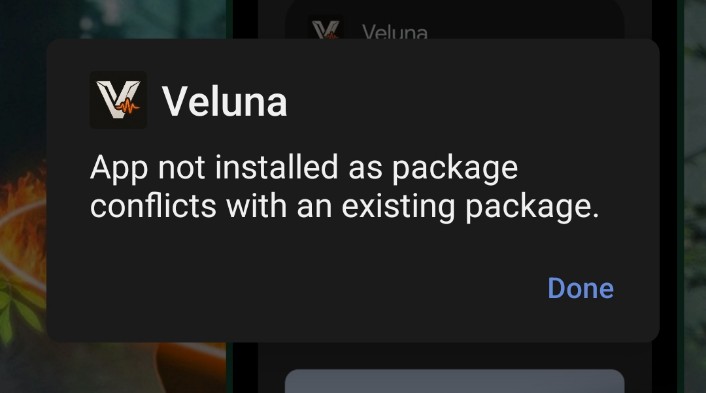 Veluna
Veluna
App not installed as package
conflicts with an existing package.
Done